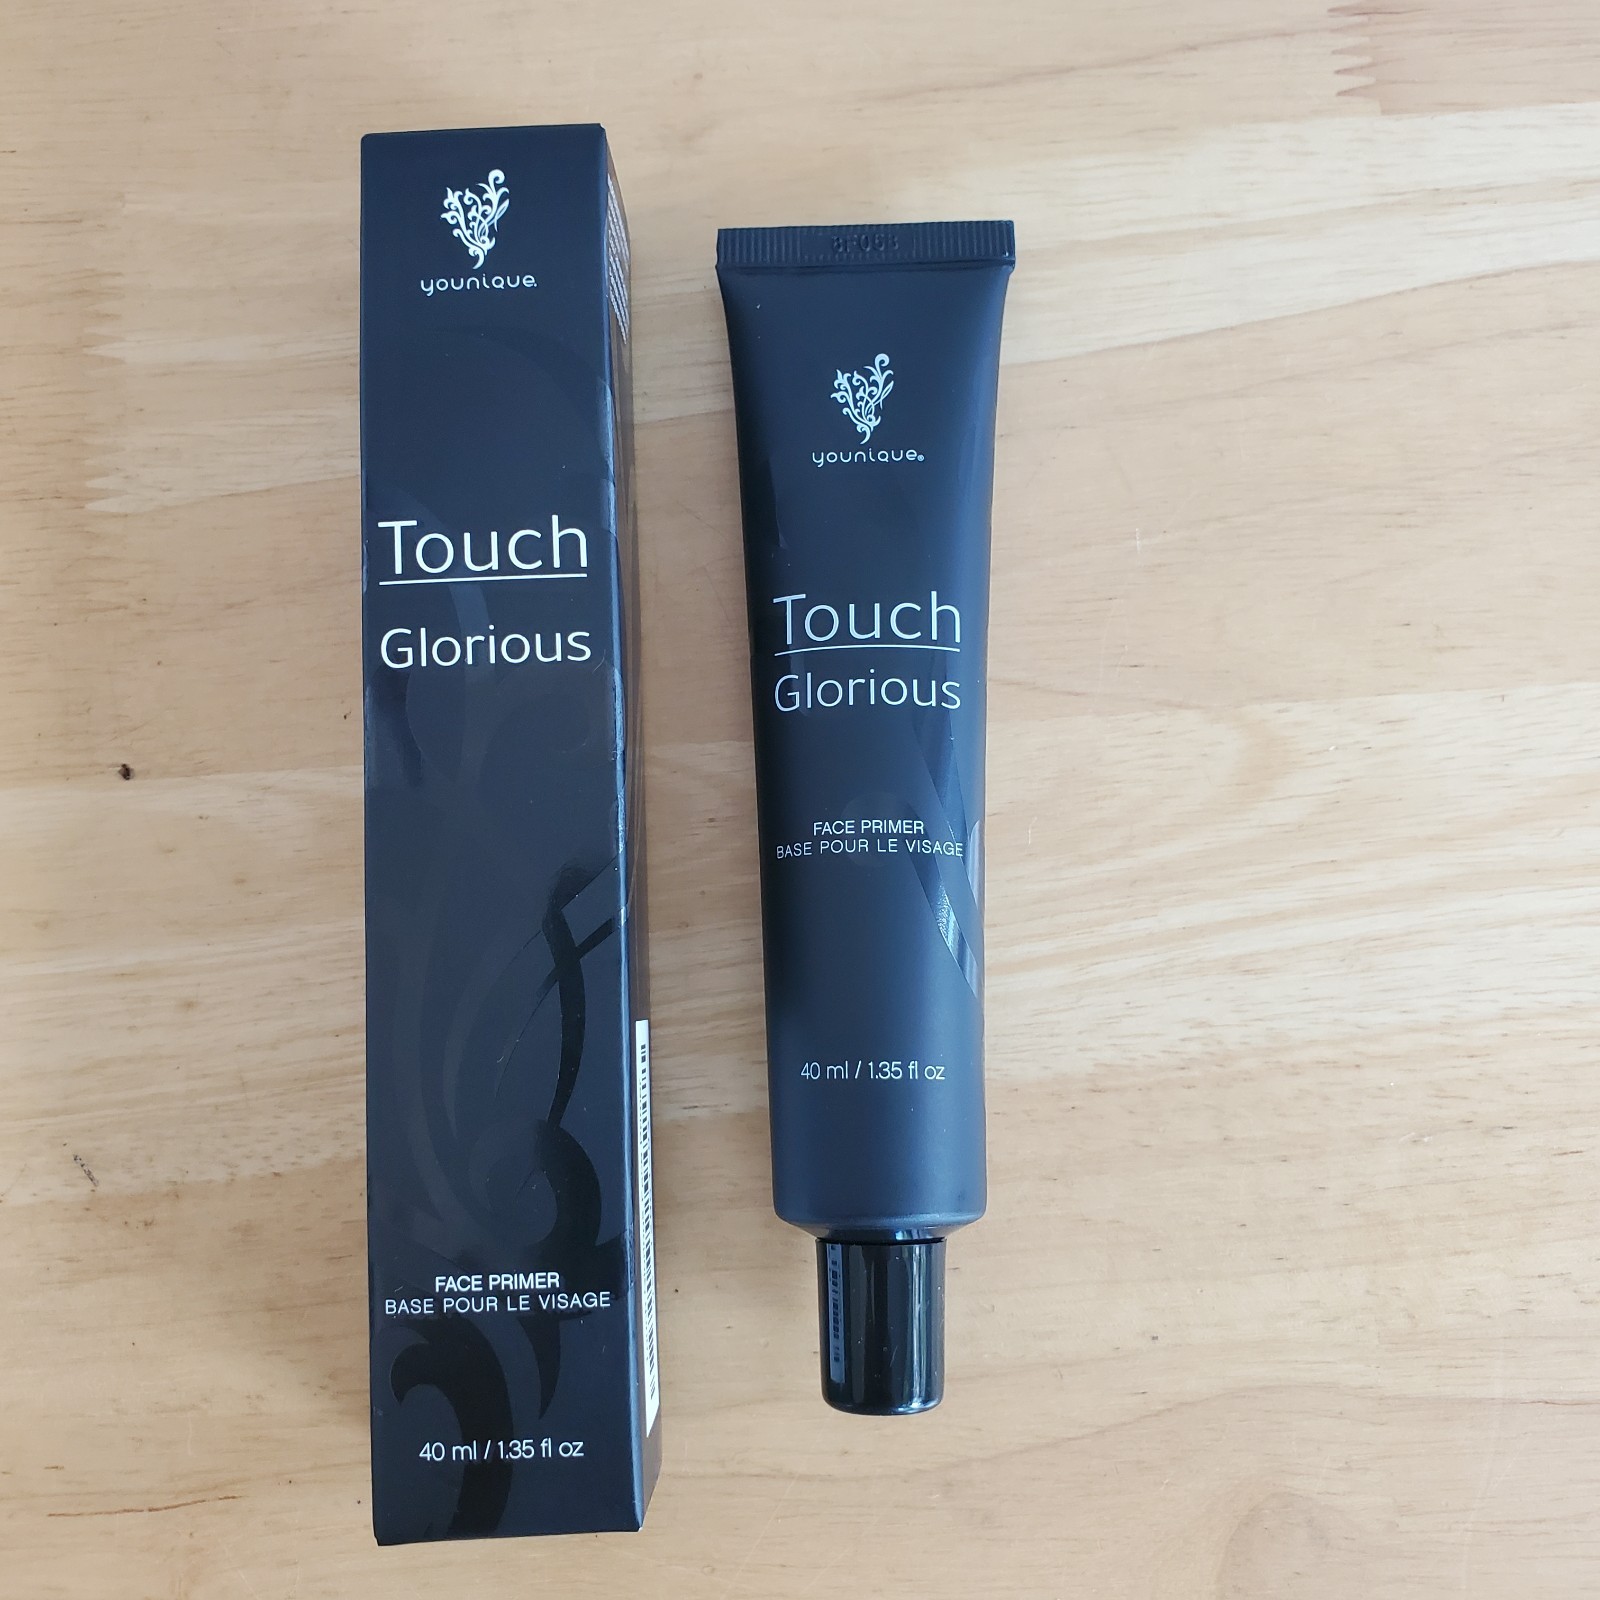 younique
Touch
Glorious
FACE PRIMER
BASE POUR LE VISAGE
40 ml / 1.35 fl oz
younique®
Touch
Glorious
FACE PRIMER
BASE POUR LE VISAGE
40 ml / 1.35 fl oz